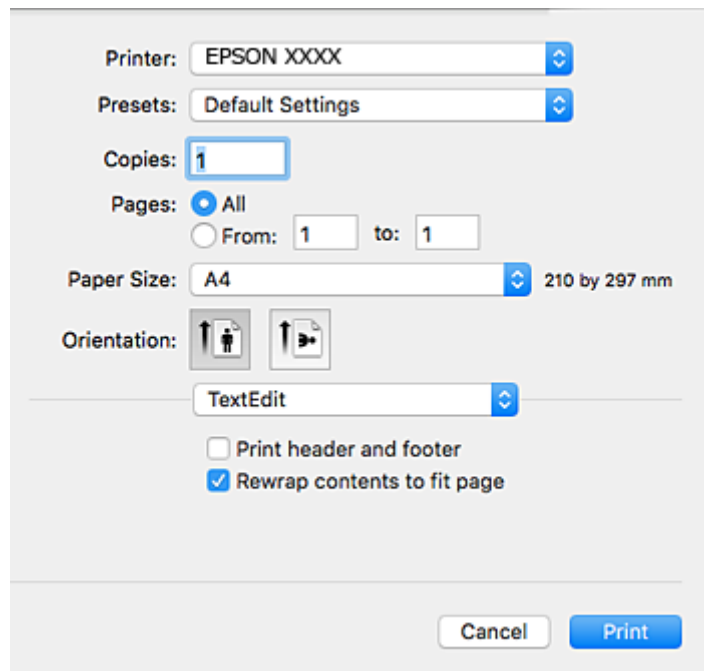 Printer: EPSON XXXX
Presets: Default Settings
Copies: 1
Pages: All
From: 1 to: 1
Paper Size: A4 210 by 297 mm
Orientation:
TextEdit
Print header and footer
Rewrap contents to fit page
Cancel Print